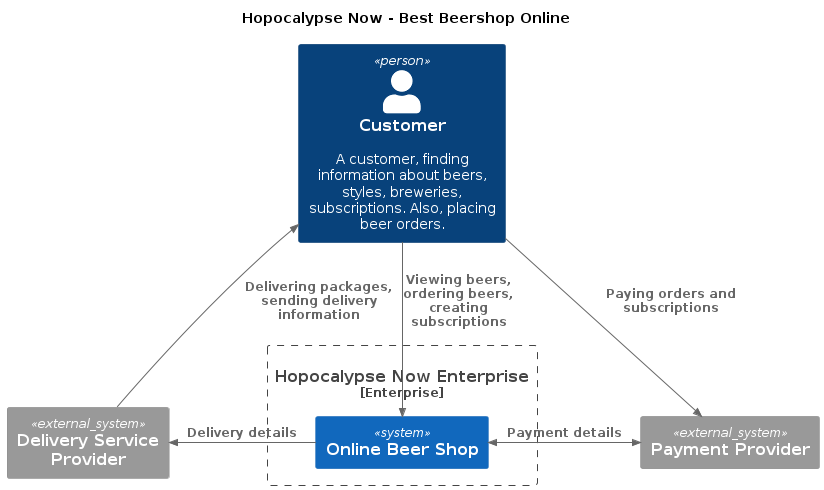 Hopocalypse Now - Best Beershop Online
«person»
Customer
A customer, finding
information about beers,
styles, breweries,
subscriptions. Also, placing
beer orders.
Delivering packages,
sending delivery
information
Viewing beers,
ordering beers,
creating
subscriptions
Paying orders and
subscriptions
Hopocalypse Now Enterprise
[Enterprise]
«external_system»
Delivery Service
Provider
Delivery details
«system»
Online Beer Shop
Payment details
«external_system»
Payment Provider